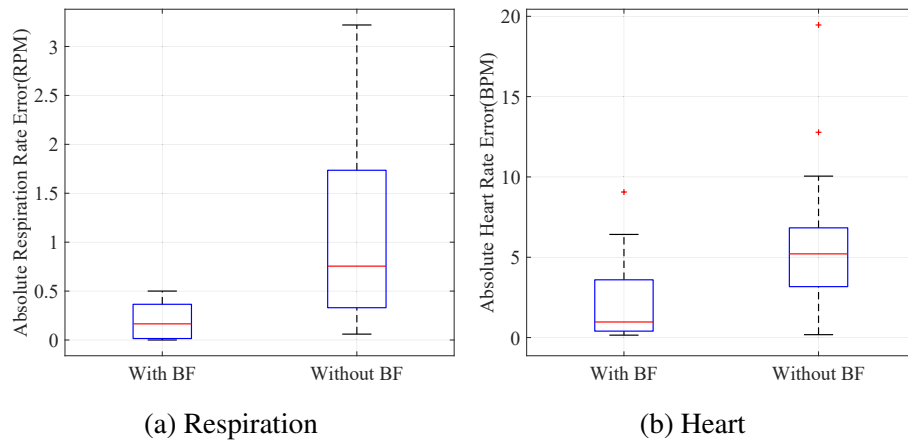 Absolute Respiration Rate Error(RPM)
3
2.5
2
1.5
1
0.5
0
With BF
Without BF
(a) Respiration
Absolute Heart Rate Error(BPM)
20
15
10
5
0
With BF
Without BF
(b) Heart